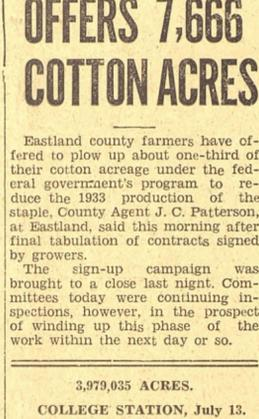 OFFERS 7,666
COTTON ACRES
Eastland county farmers have of-
fered to plow up about one-third of
their cotton acreage under the fed-
eral government's program to re-
duce the 1933 production of the
staple, County Agent J. C. Patterson,
at Eastland, said this morning after
final tabulation of contracts signed
by growers.
The sign-up campaign was
brought to a close last night. Com-
mittees today were continuing in-
spections, however, in the prospect
of winding up this phase of the
work within the next day or so.
3,979,035 ACRES.
COLLEGE STATION, July 13.